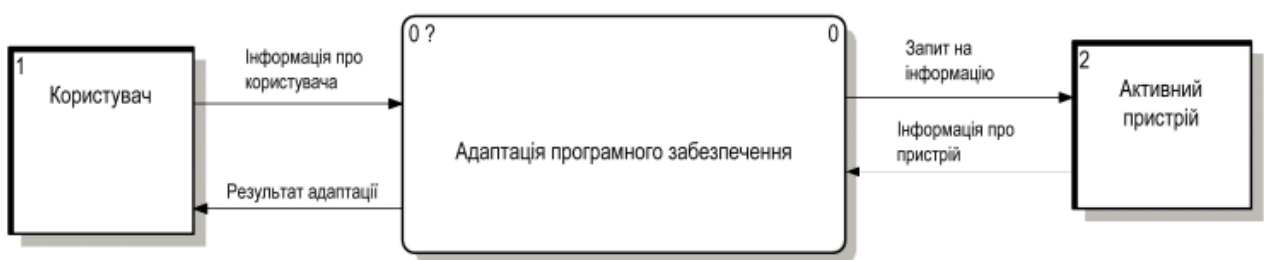 1
Користувач
Інформація про
користувача
Результат адаптації
0 ?
0
Адаптація програмного забезпечення
Запит на
інформацію
Інформація про
пристрій
2
Активний
пристрій